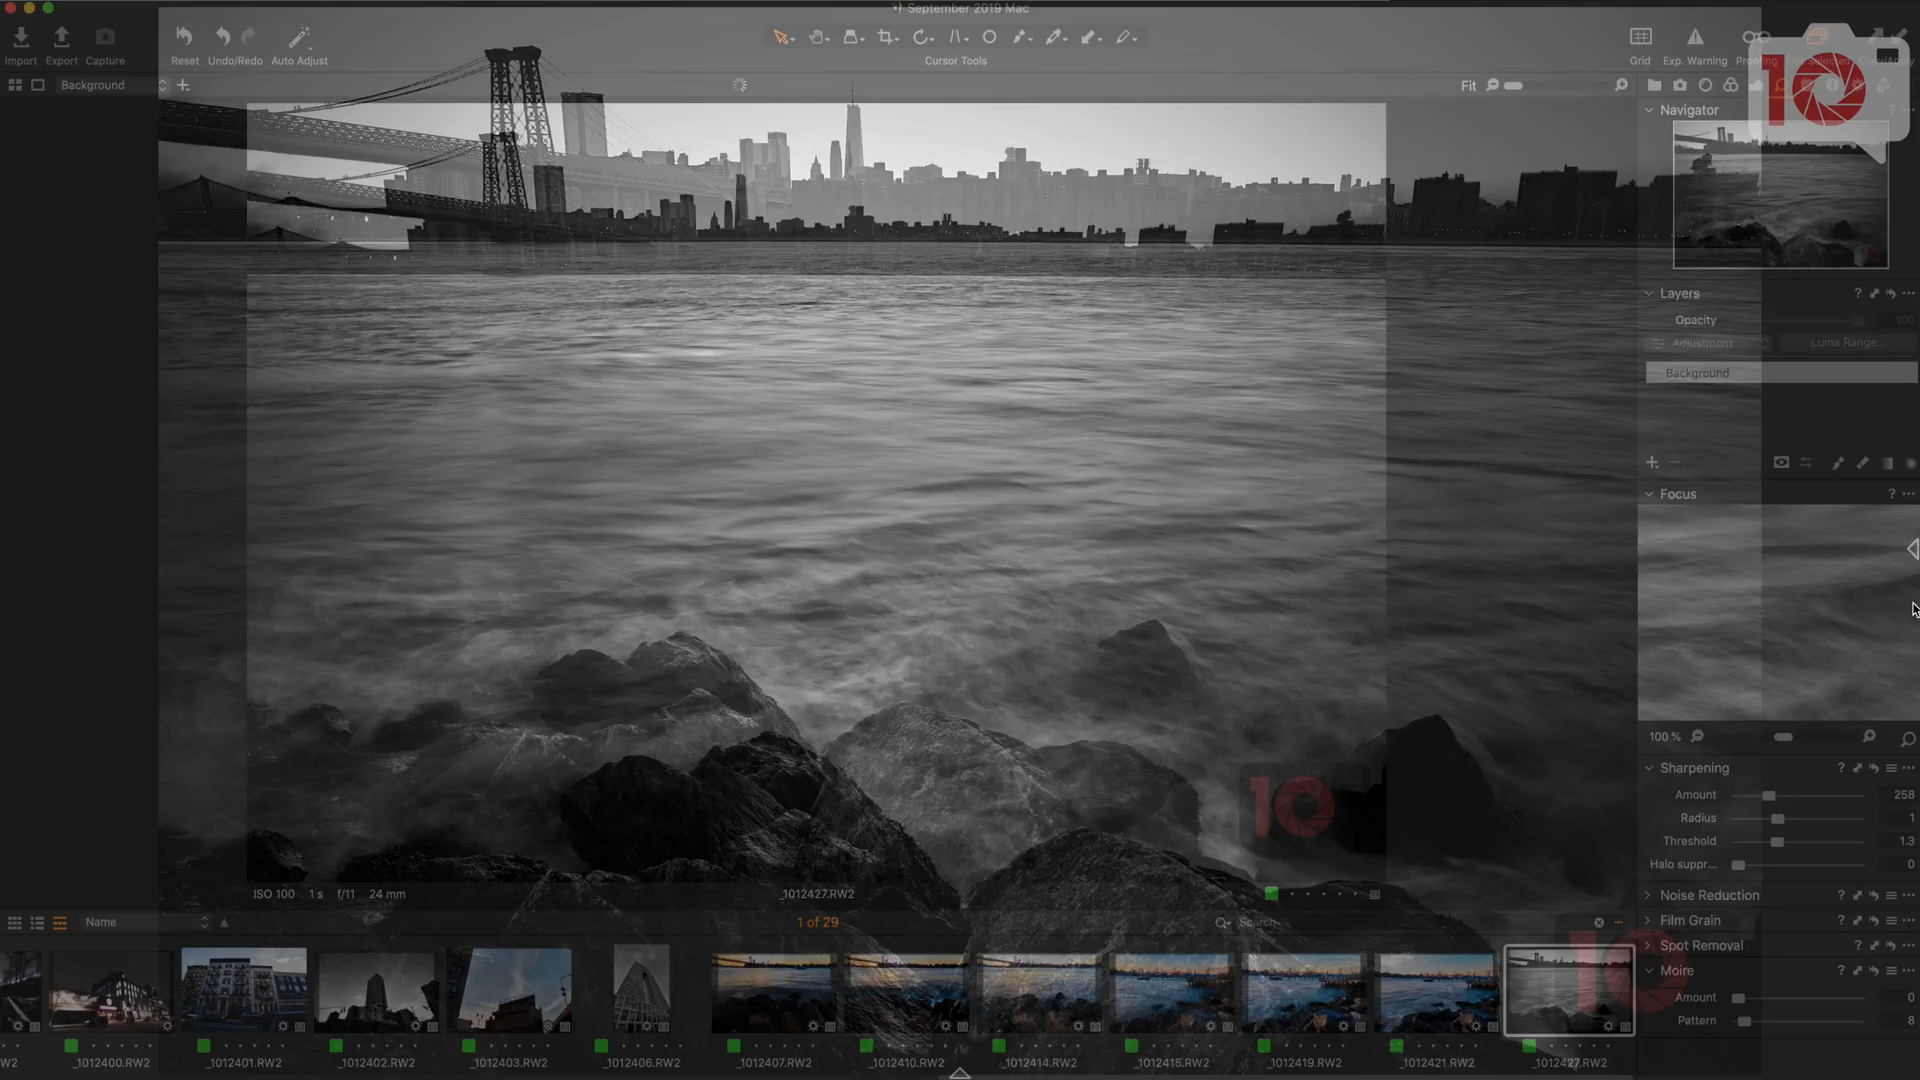 September 2019 Mac
Import Export Capture
Reset Undo/Redo Auto Adjust
Cursor Tools
Grid Exp. Warning
Background
Fit
10
Navigator
Layers
Opacity 100
Adjustment Luma Range...
Background
Focus
100 %
Sharpening
Amount 258
Radius 1
Threshold 1.3
Halo suppr... 0
Noise Reduction
Film Grain
Spot Removal
Moire
Amount 0
Pattern 8
10
ISO 100 1 s f/11 24 mm
_1012427.RW2
Name
1 of 29
Search
W2
_1012400.RW2
_1012401.RW2
_1012402.RW2
_1012403.RW2
_1012406.RW2
_1012407.RW2
_1012410.RW2
_1012414.RW2
_1012415.RW2
_1012419.RW2
_1012421.RW2
_1012427.RW2